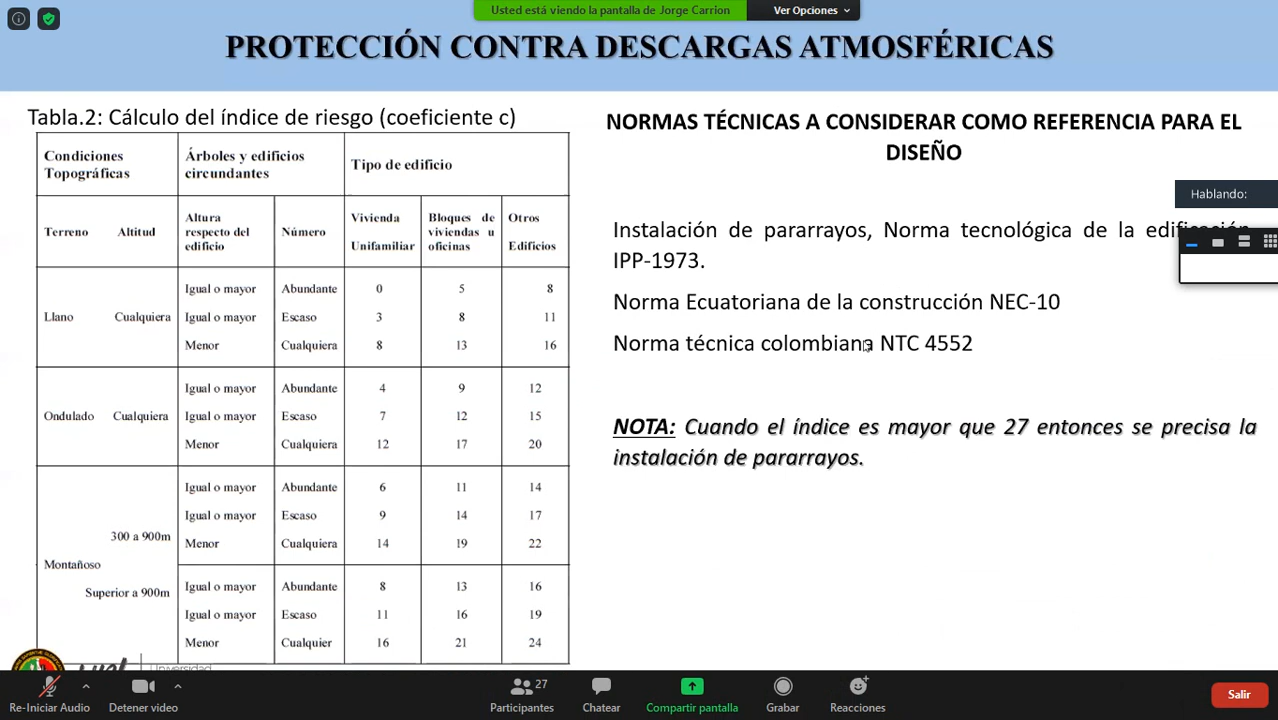 Usted está viendo la pantalla de Jorge Carrion
Ver Opciones
PROTECCIÓN CONTRA DESCARGAS ATMOSFÉRICAS
Tabla.2: Cálculo del índice de riesgo (coeficiente c)
Condiciones Topográficas
Árboles y edificios circundantes
Tipo de edificio
Terreno Altitud
Altura respecto del edificio
Número
Vivienda Unifamiliar
Bloques de viviendas u oficinas
Otros Edificios
Igual o mayor Abundante 0 5 8
Llano Cualquiera Igual o mayor Escaso 3 8 11
Menor Cualquiera 8 13 16
Igual o mayor Abundante 4 9 12
Ondulado Cualquiera Igual o mayor Escaso 7 12 15
Menor Cualquiera 12 17 20
Igual o mayor Abundante 6 11 14
Igual o mayor Escaso 9 14 17
300 a 900m
Menor Cualquiera 14 19 22
Montañoso
Igual o mayor Abundante 8 13 16
Superior a 900m
Igual o mayor Escaso 11 16 19
Menor Cualquier 16 21 24
NORMAS TÉCNICAS A CONSIDERAR COMO REFERENCIA PARA EL
DISEÑO
Hablando:
Instalación de pararrayos, Norma tecnológica de la edificación
IPP-1973.
Norma Ecuatoriana de la construcción NEC-10
Norma técnica colombiana NTC 4552
NOTA: Cuando el índice es mayor que 27 entonces se precisa la
instalación de pararrayos.
Universidad
Re-Iniciar Audio
Detener video
27
Participantes
Chatear
Compartir pantalla
Grabar
Reacciones
Salir